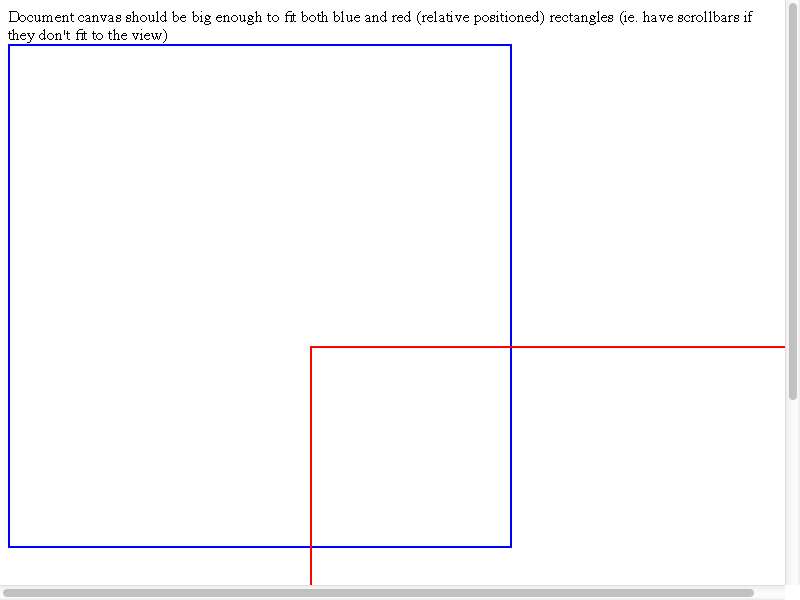 Document canvas should be big enough to fit both blue and red (relative positioned) rectangles (ie. have scrollbars if
they don't fit to the view)